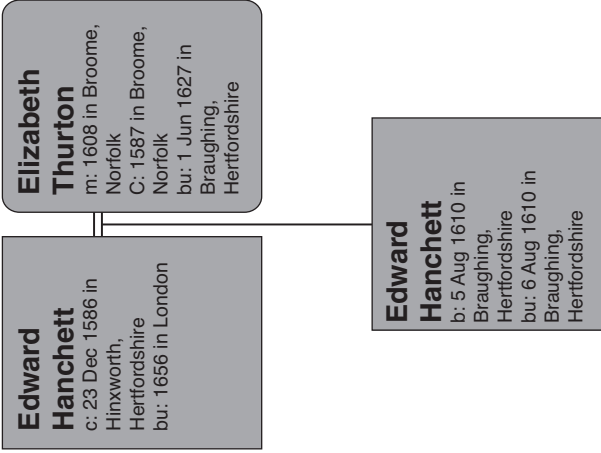 Edward
Hanchett
c: 23 Dec 1586 in
Hinxworth,
Hertfordshire
bu: 1656 in London
Elizabeth
Thurton
m: 1608 in Broome,
Norfolk
C: 1587 in Broome,
Norfolk
bu: 1 Jun 1627 in
Braughing,
Hertfordshire
Edward
Hanchett
b: 5 Aug 1610 in
Braughing,
Hertfordshire
bu: 6 Aug 1610 in
Braughing,
Hertfordshire